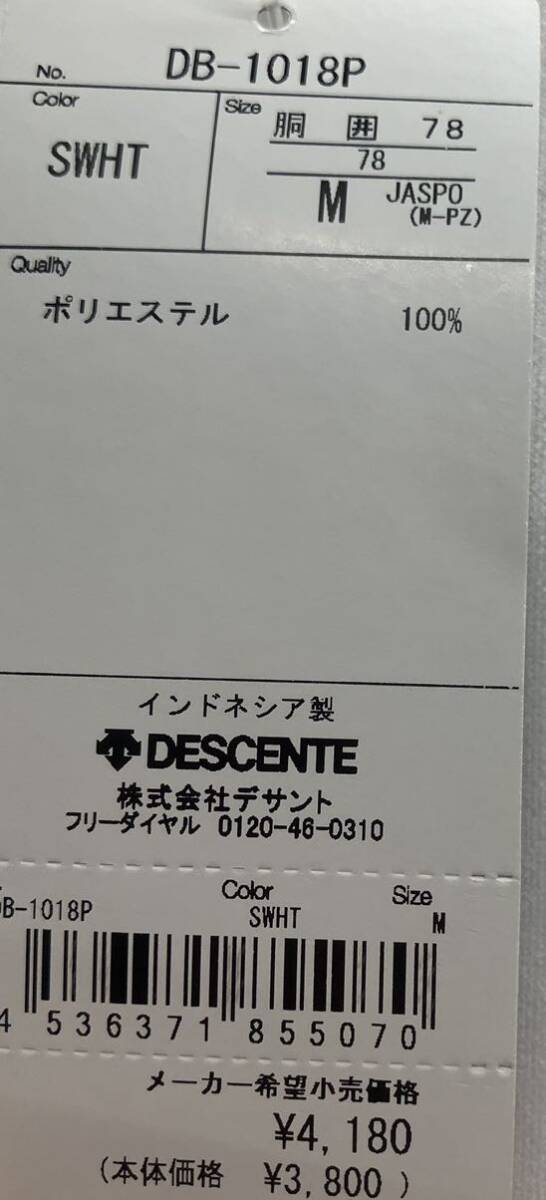 No. DB-1018P
Color
SWHT
Size
胴囲 78
78
M JASPO
(M-PZ)
Quality
ポリエステル 100%
インドネシア製
DESCENTE
株式会社デサント
フリーダイヤル 0120-46-0310
Color Size
DB-1018P SWHT M
4 536371 855070
メーカー希望小売価格
¥4,180
(本体価格 ¥3,800)